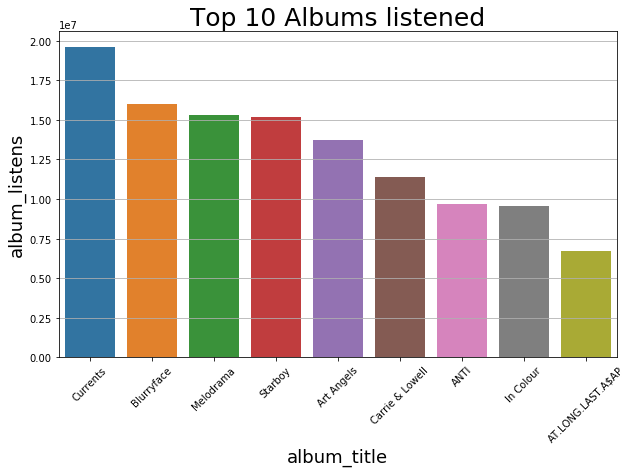 Top 10 Albums listened
1e7
2.00
1.75
1.50
1.25
1.00
0.75
0.50
0.25
0.00
album_listens
Currents
Blurryface
Melodrama
Starboy
Art Angels
Carrie & Lowell
ANTI
In Colour
AT.LONG.LAST.A$AP
album_title